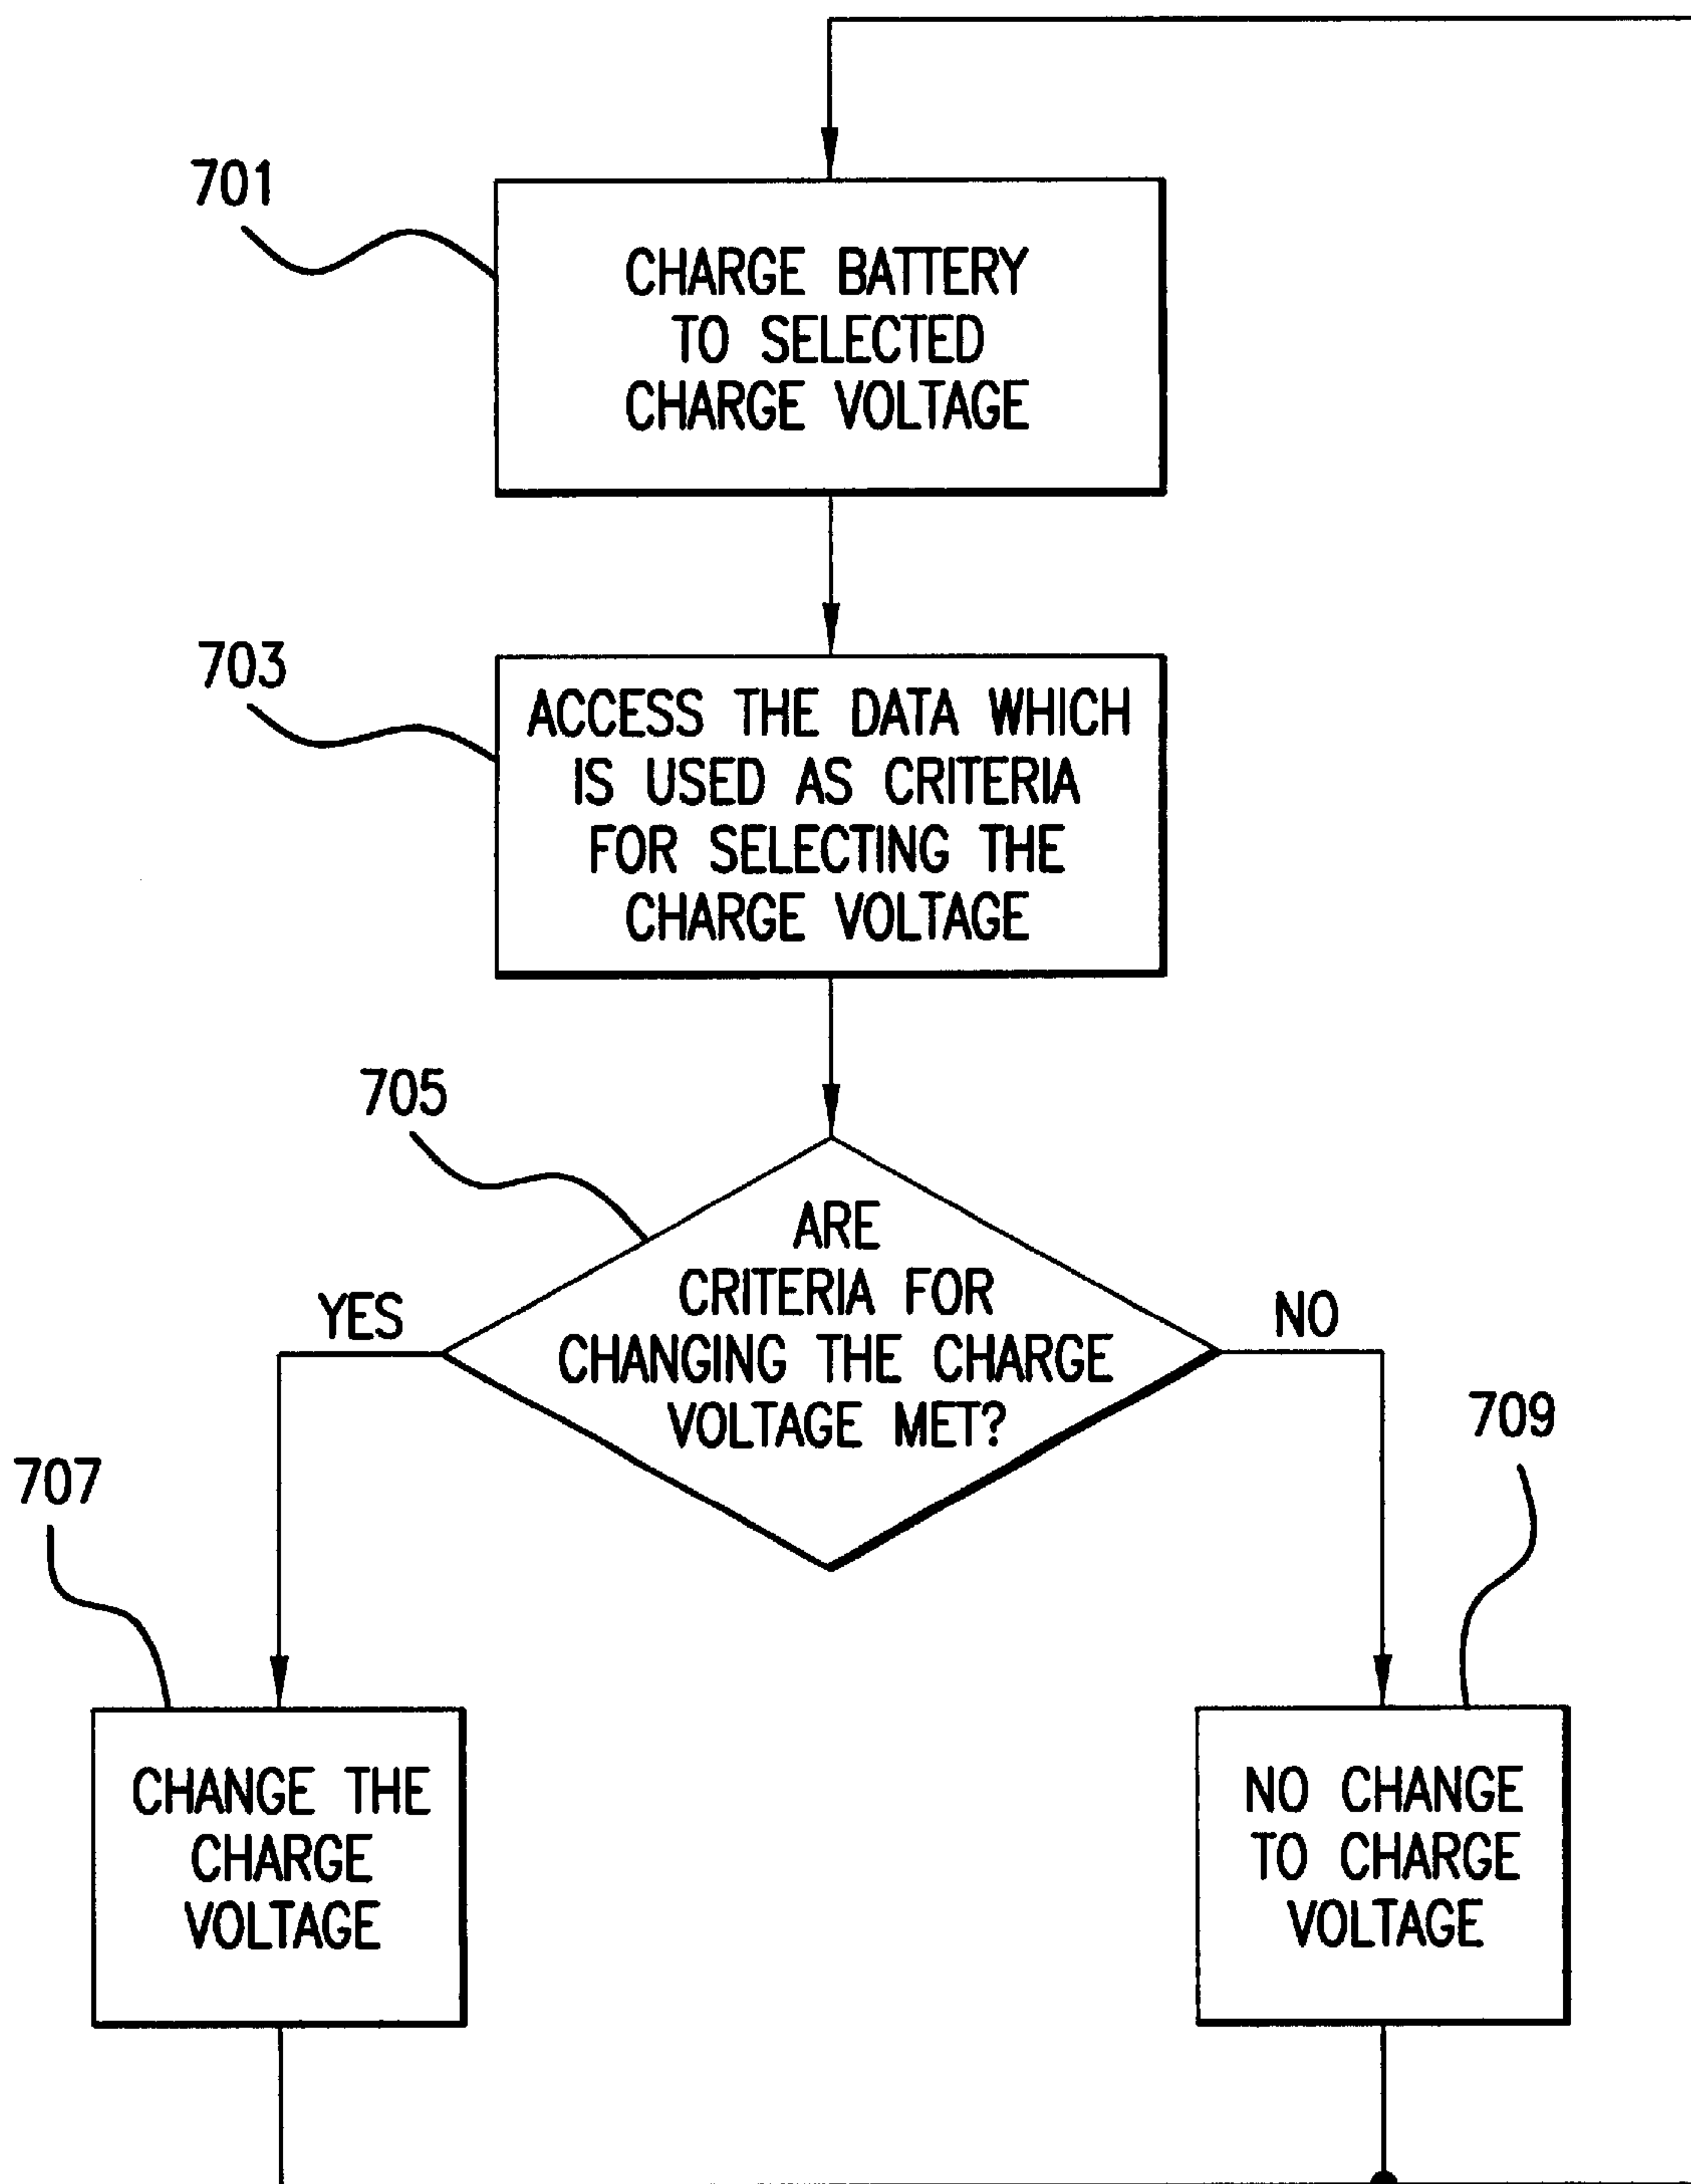 701
CHARGE BATTERY
TO SELECTED
CHARGE VOLTAGE
703
ACCESS THE DATA WHICH
IS USED AS CRITERIA
FOR SELECTING THE
CHARGE VOLTAGE
705
ARE
CRITERIA FOR
CHANGING THE CHARGE
VOLTAGE MET?
YES
NO
707
709
CHANGE THE
CHARGE
VOLTAGE
NO CHANGE
TO CHARGE
VOLTAGE